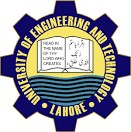 UNIVERSITY OF ENGINEERING AND TECHNOLOGY
READ IN
THE NAME
OF THY
LORD WHO
CREATES
• LAHORE •